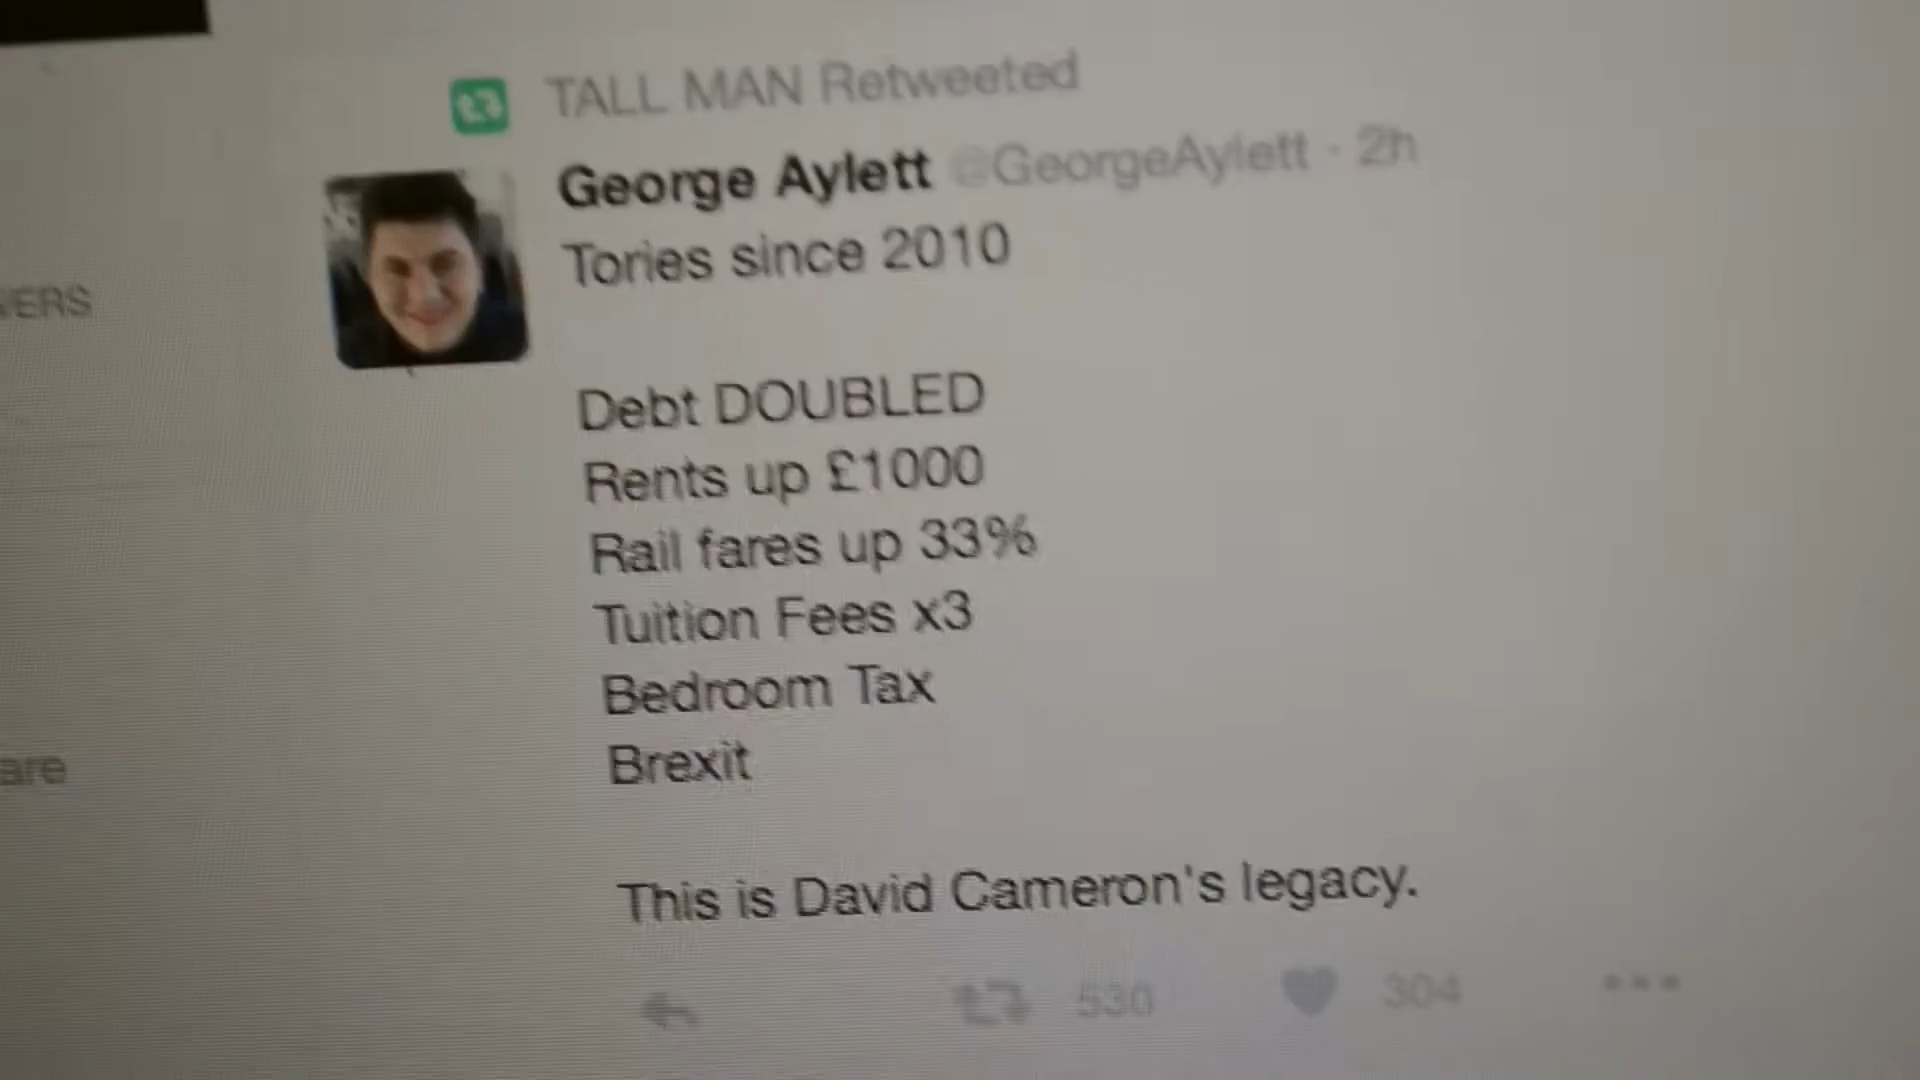 TALL MAN Retweeted
George Aylett @GeorgeAylett · 2h
Tories since 2010
Debt DOUBLED
Rents up £1000
Rail fares up 33%
Tuition Fees x3
Bedroom Tax
Brexit
This is David Cameron's legacy.
530 304
VERS
are